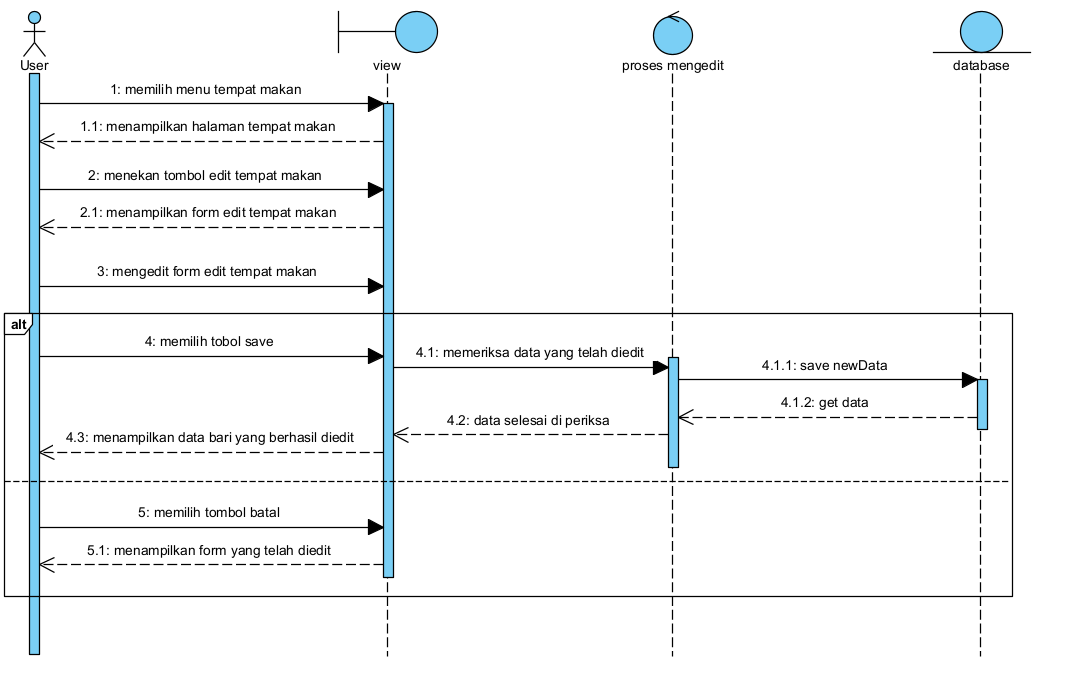 User
view
proses mengedit
database
1: memilih menu tempat makan
1.1: menampilkan halaman tempat makan
2: menekan tombol edit tempat makan
2.1: menampilkan form edit tempat makan
3: mengedit form edit tempat makan
alt
4: memilih tobol save
4.1: memeriksa data yang telah diedit
4.1.1: save newData
4.1.2: get data
4.2: data selesai di periksa
4.3: menampilkan data bari yang berhasil diedit
5: memilih tombol batal
5.1: menampilkan form yang telah diedit